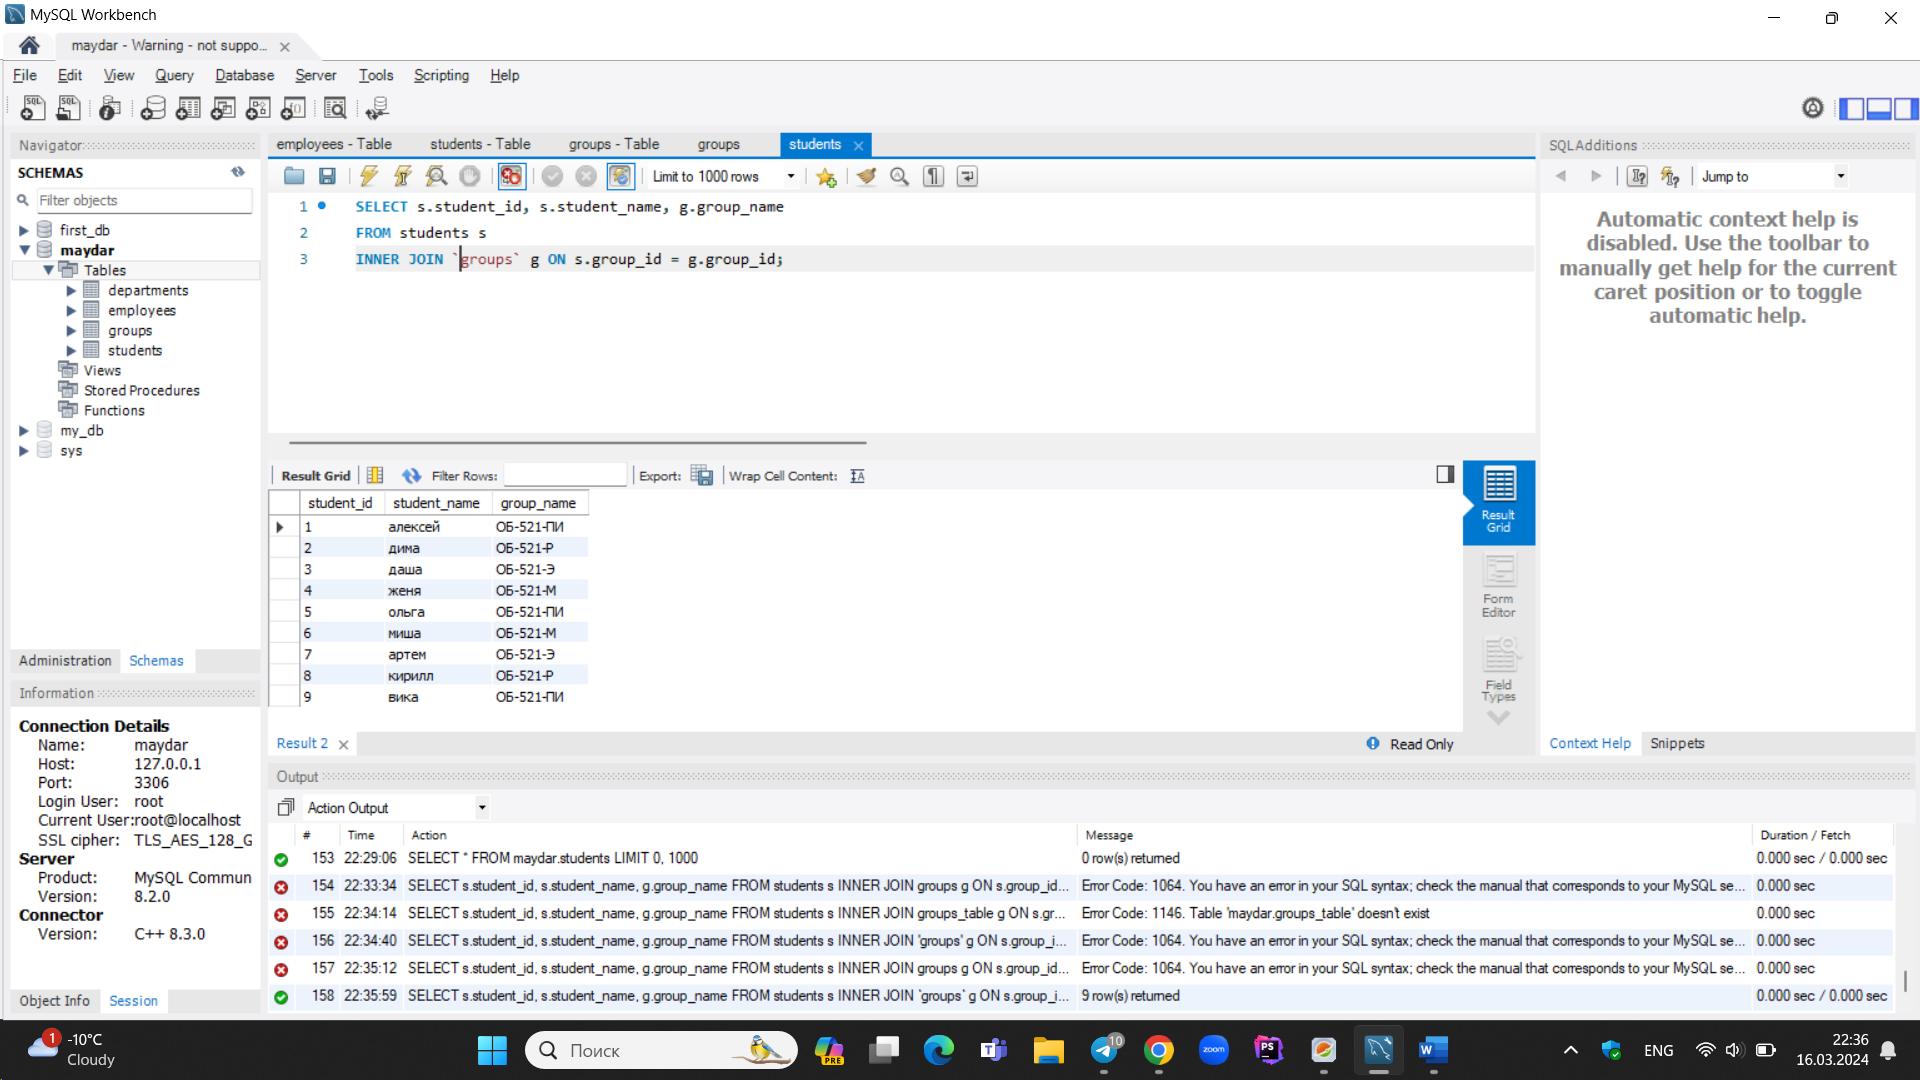 MySQL Workbench
maydar - Warning - not suppo...
File Edit View Query Database Server Tools Scripting Help
Navigator
SCHEMAS
Filter objects
first_db
maydar
Tables
departments
employees
groups
students
Views
Stored Procedures
Functions
my_db
sys
Administration Schemas
Information
Connection Details
Name: maydar
Host: 127.0.0.1
Port: 3306
Login User: root
Current User:root@localhost
SSL cipher: TLS_AES_128_G
Server
Product: MySQL Commun
Version: 8.2.0
Connector
Version: C++ 8.3.0
Object Info Session
employees - Table students - Table groups - Table groups students
Limit to 1000 rows
1 SELECT s.student_id, s.student_name, g.group_name
2 FROM students s
3 INNER JOIN `groups` g ON s.group_id = g.group_id;
Result Grid Filter Rows: Export: Wrap Cell Content:
student_id student_name group_name
1 алексей ОБ-521-ПИ
2 дима ОБ-521-Р
3 даша ОБ-521-Э
4 женя ОБ-521-М
5 ольга ОБ-521-ПИ
6 миша ОБ-521-М
7 артем ОБ-521-Э
8 кирилл ОБ-521-Р
9 вика ОБ-521-ПИ
Result
Grid
Form
Editor
Field
Types
Result 2
Read Only
SQLAdditions
Jump to
Automatic context help is
disabled. Use the toolbar to
manually get help for the current
caret position or to toggle
automatic help.
Context Help Snippets
Output
Action Output
# Time Action Message Duration / Fetch
153 22:29:06 SELECT * FROM maydar.students LIMIT 0, 1000 0 row(s) returned 0.000 sec / 0.000 sec
154 22:33:34 SELECT s.student_id, s.student_name, g.group_name FROM students s INNER JOIN groups g ON s.group_id... Error Code: 1064. You have an error in your SQL syntax; check the manual that corresponds to your MySQL se... 0.000 sec
155 22:34:14 SELECT s.student_id, s.student_name, g.group_name FROM students s INNER JOIN groups_table g ON s.gr... Error Code: 1146. Table 'maydar.groups_table' doesn't exist 0.000 sec
156 22:34:40 SELECT s.student_id, s.student_name, g.group_name FROM students s INNER JOIN 'groups' g ON s.group_i... Error Code: 1064. You have an error in your SQL syntax; check the manual that corresponds to your MySQL se... 0.000 sec
157 22:35:12 SELECT s.student_id, s.student_name, g.group_name FROM students s INNER JOIN groups g ON s.group_id... Error Code: 1064. You have an error in your SQL syntax; check the manual that corresponds to your MySQL se... 0.000 sec
158 22:35:59 SELECT s.student_id, s.student_name, g.group_name FROM students s INNER JOIN `groups` g ON s.group_i... 9 row(s) returned 0.000 sec / 0.000 sec
1
-10°C
Cloudy
Поиск
PRE
10
zoom
PS
ENG
22:36
16.03.2024